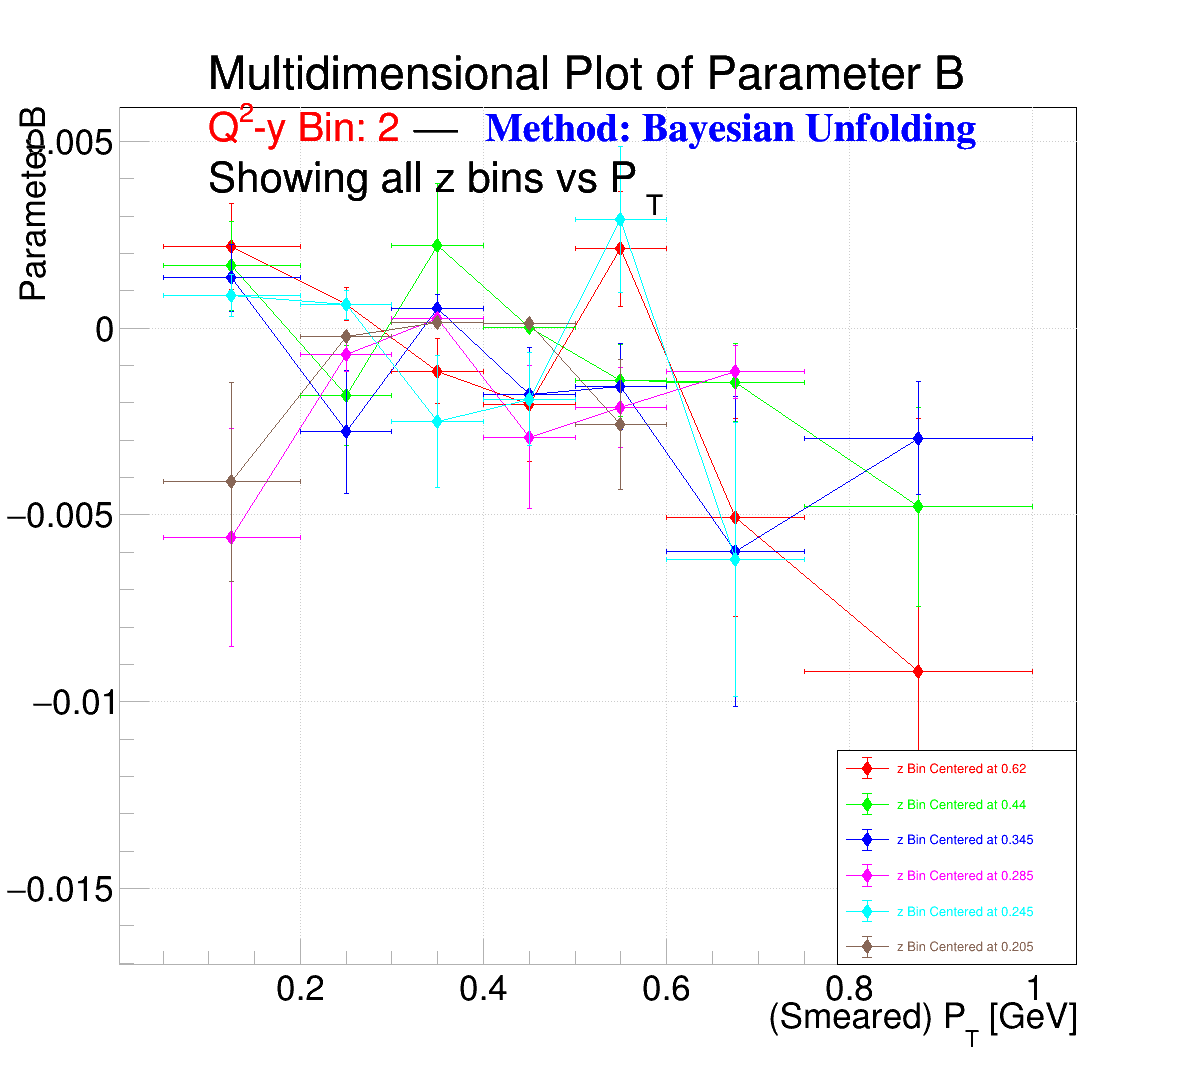 Multidimensional Plot of Parameter B
Q²-y Bin: 2 — Method: Bayesian Unfolding
Showing all z bins vs P_T
Parameter B
0.005
0
−0.005
−0.01
−0.015
z Bin Centered at 0.62
z Bin Centered at 0.44
z Bin Centered at 0.345
z Bin Centered at 0.285
z Bin Centered at 0.245
z Bin Centered at 0.205
0.2 0.4 0.6 0.8 1
(Smeared) P_T [GeV]